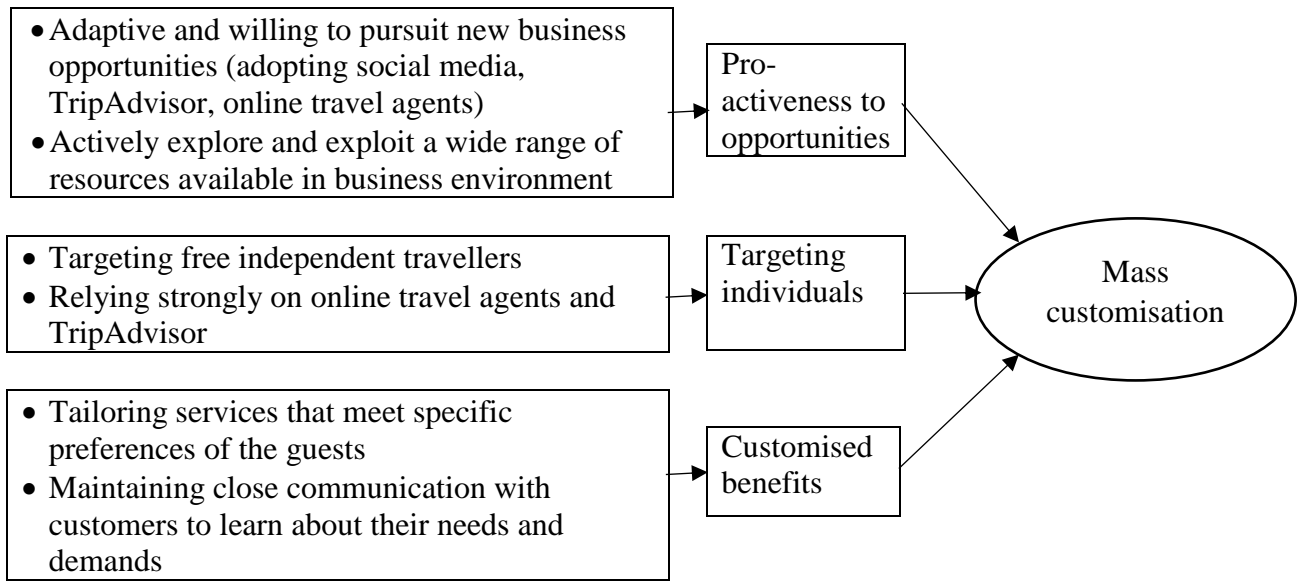 • Adaptive and willing to pursuit new business
opportunities (adopting social media,
TripAdvisor, online travel agents)
• Actively explore and exploit a wide range of
resources available in business environment
Pro-
activeness to
opportunities
• Targeting free independent travellers
• Relying strongly on online travel agents and
TripAdvisor
Targeting
individuals
Mass
customisation
• Tailoring services that meet specific
preferences of the guests
• Maintaining close communication with
customers to learn about their needs and
demands
Customised
benefits